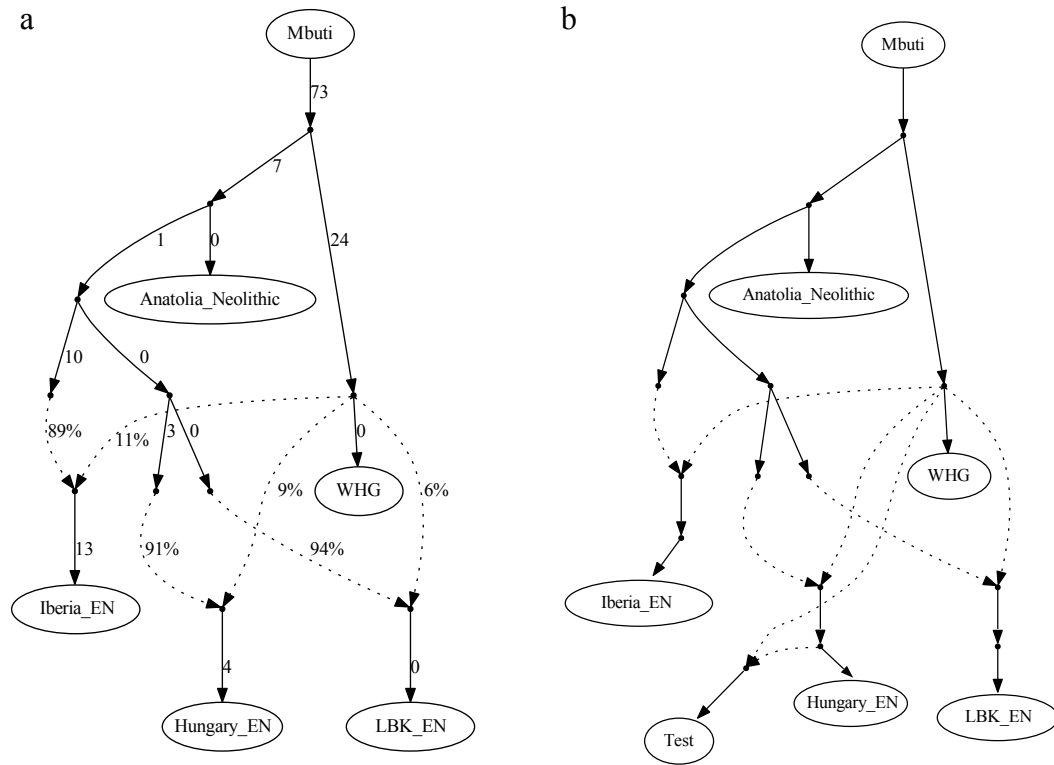 a
Mbuti
73
7
24
1
0
Anatolia_Neolithic
10
0
89%
11%
3
0
0
9%
WHG
6%
91%
94%
13
Iberia_EN
4
0
Hungary_EN
LBK_EN
b
Mbuti
Anatolia_Neolithic
WHG
Iberia_EN
Hungary_EN
LBK_EN
Test